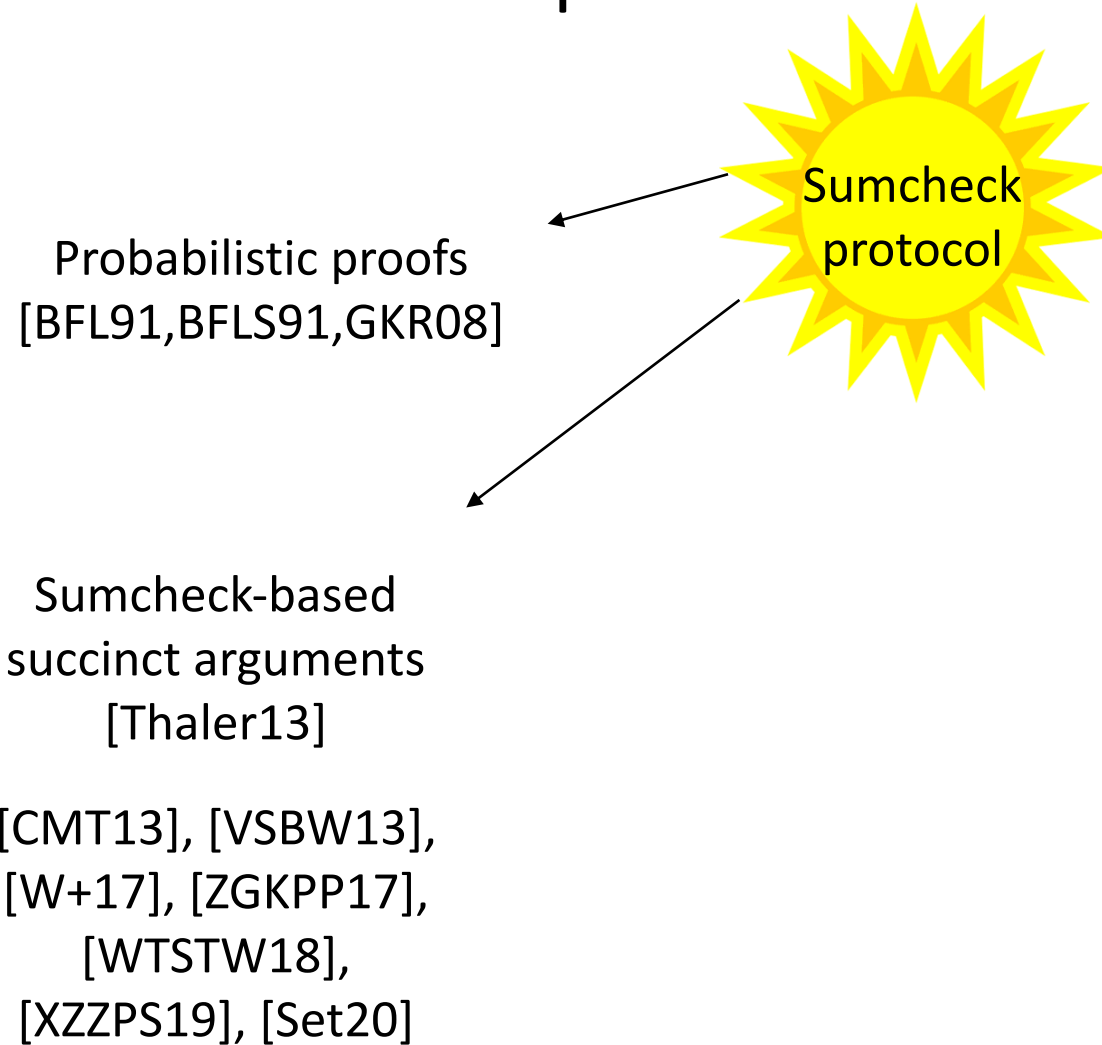 Sumcheck
protocol
Probabilistic proofs
[BFL91,BFLS91,GKR08]
Sumcheck-based
succinct arguments
[Thaler13]
[CMT13], [VSBW13],
[W+17], [ZGKPP17],
[WTSTW18],
[XZZPS19], [Set20]